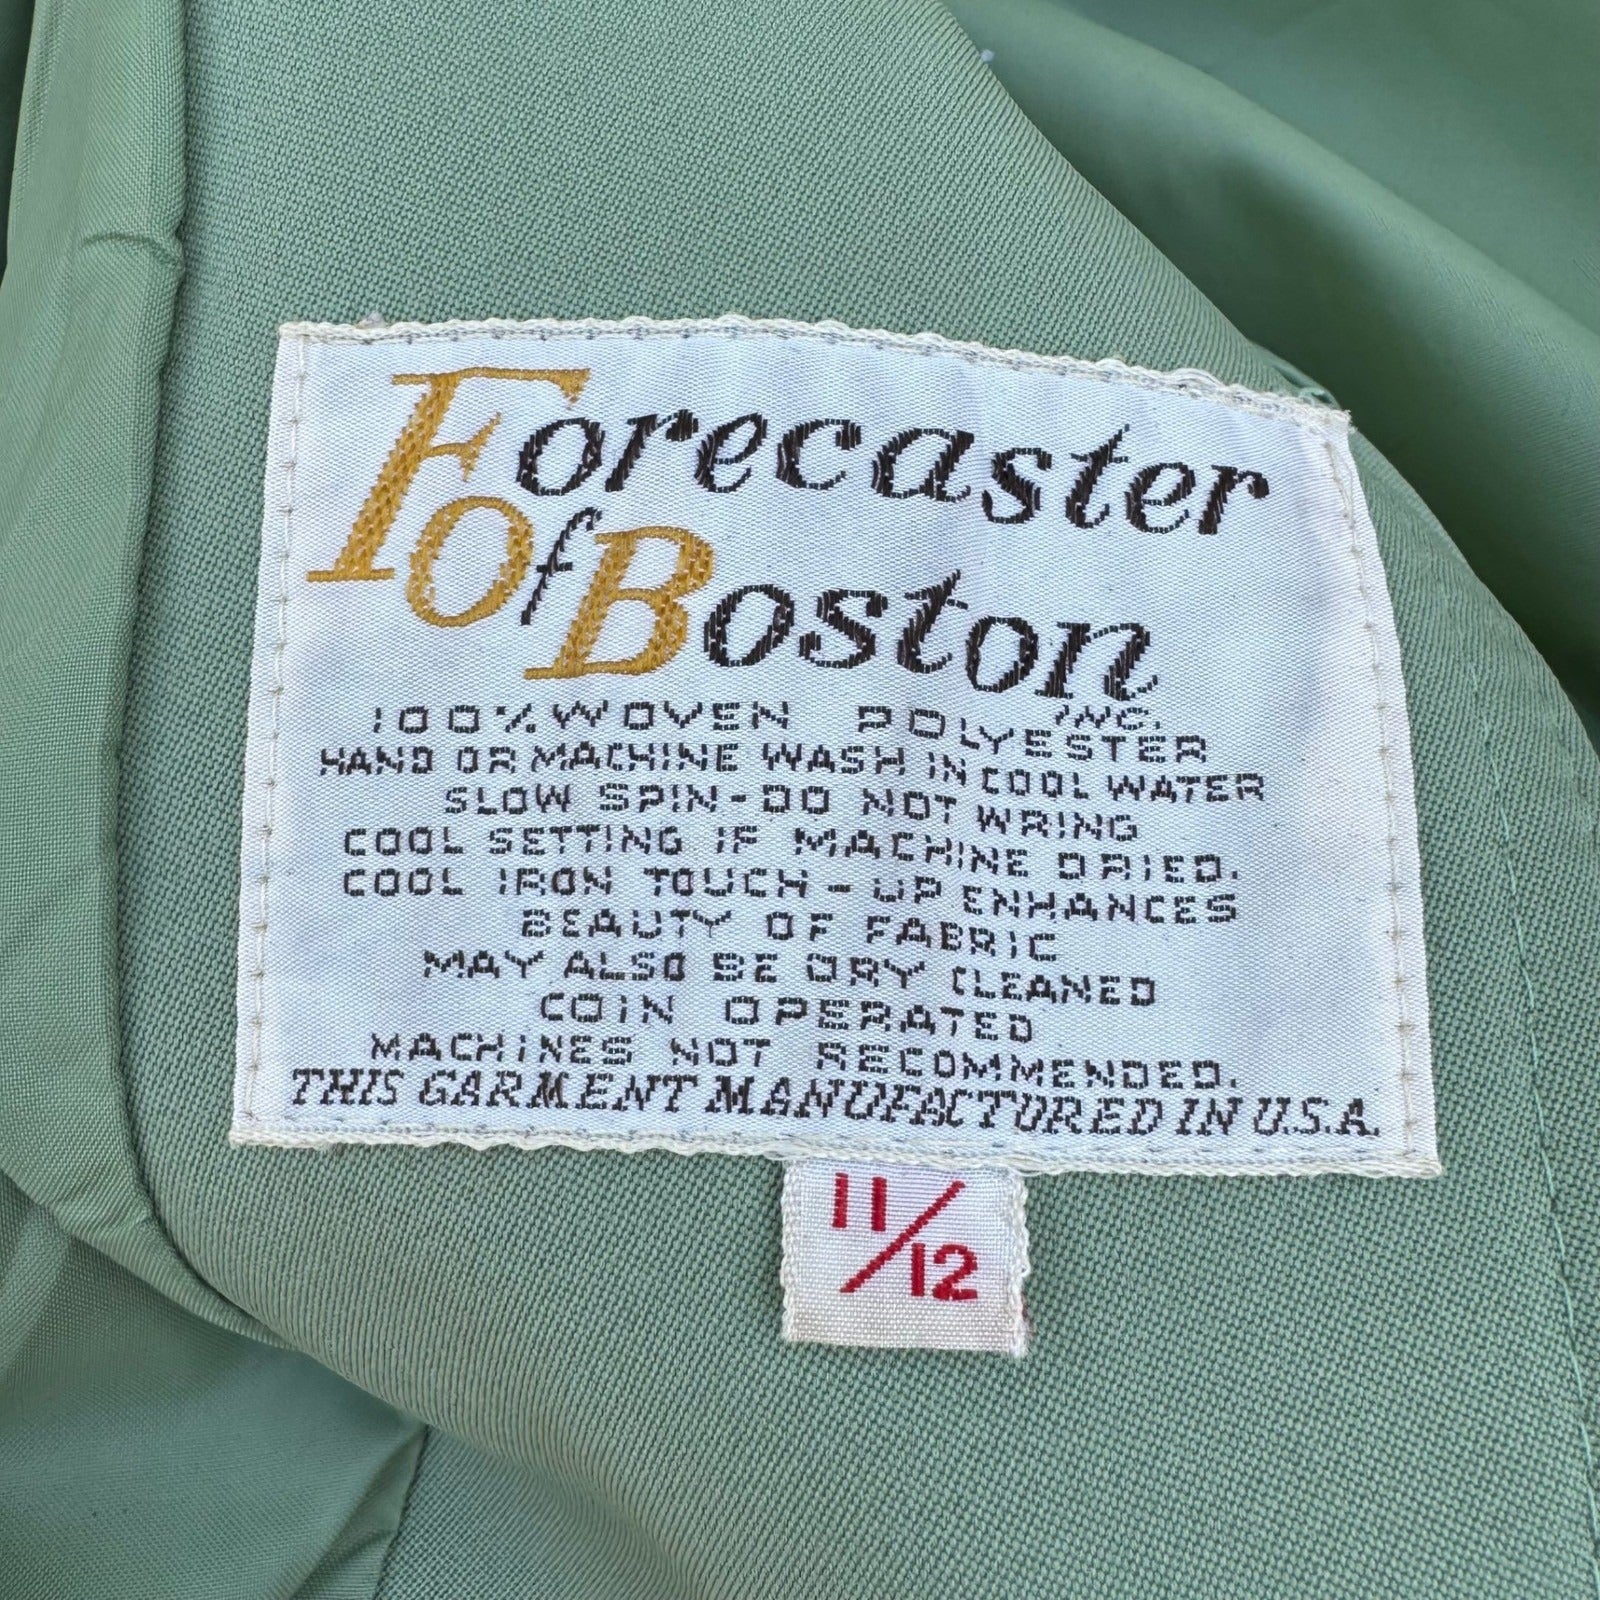 Forecaster
Of Boston
INC.
100% WOVEN POLYESTER
HAND OR MACHINE WASH IN COOL WATER
SLOW SPIN-DO NOT WRING
COOL SETTING IF MACHINE DRIED.
COOL IRON TOUCH-UP ENHANCES
BEAUTY OF FABRIC
MAY ALSO BE DRY CLEANED
COIN OPERATED
MACHINES NOT RECOMMENDED.
THIS GARMENT MANUFACTURED IN U.S.A.
11/12